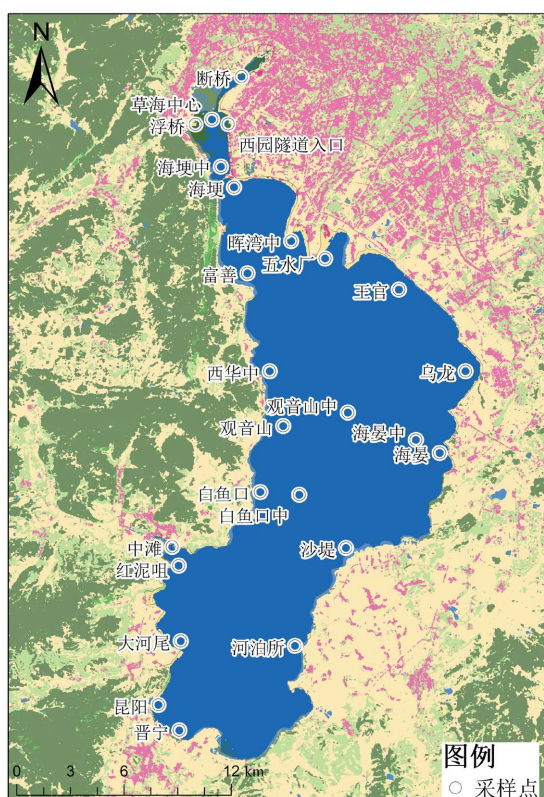 N
断桥
草海中心
浮桥
西园隧道入口
海埂中
海埂
晖湾中
五水厂
富善
王官
西华中
乌龙
观音山中
观音山
海晏中
海晏
白鱼口
白鱼口中
中滩
沙堤
红泥咀
大河尾
河泊所
昆阳
晋宁
图例
0 3 6 12 km
采样点